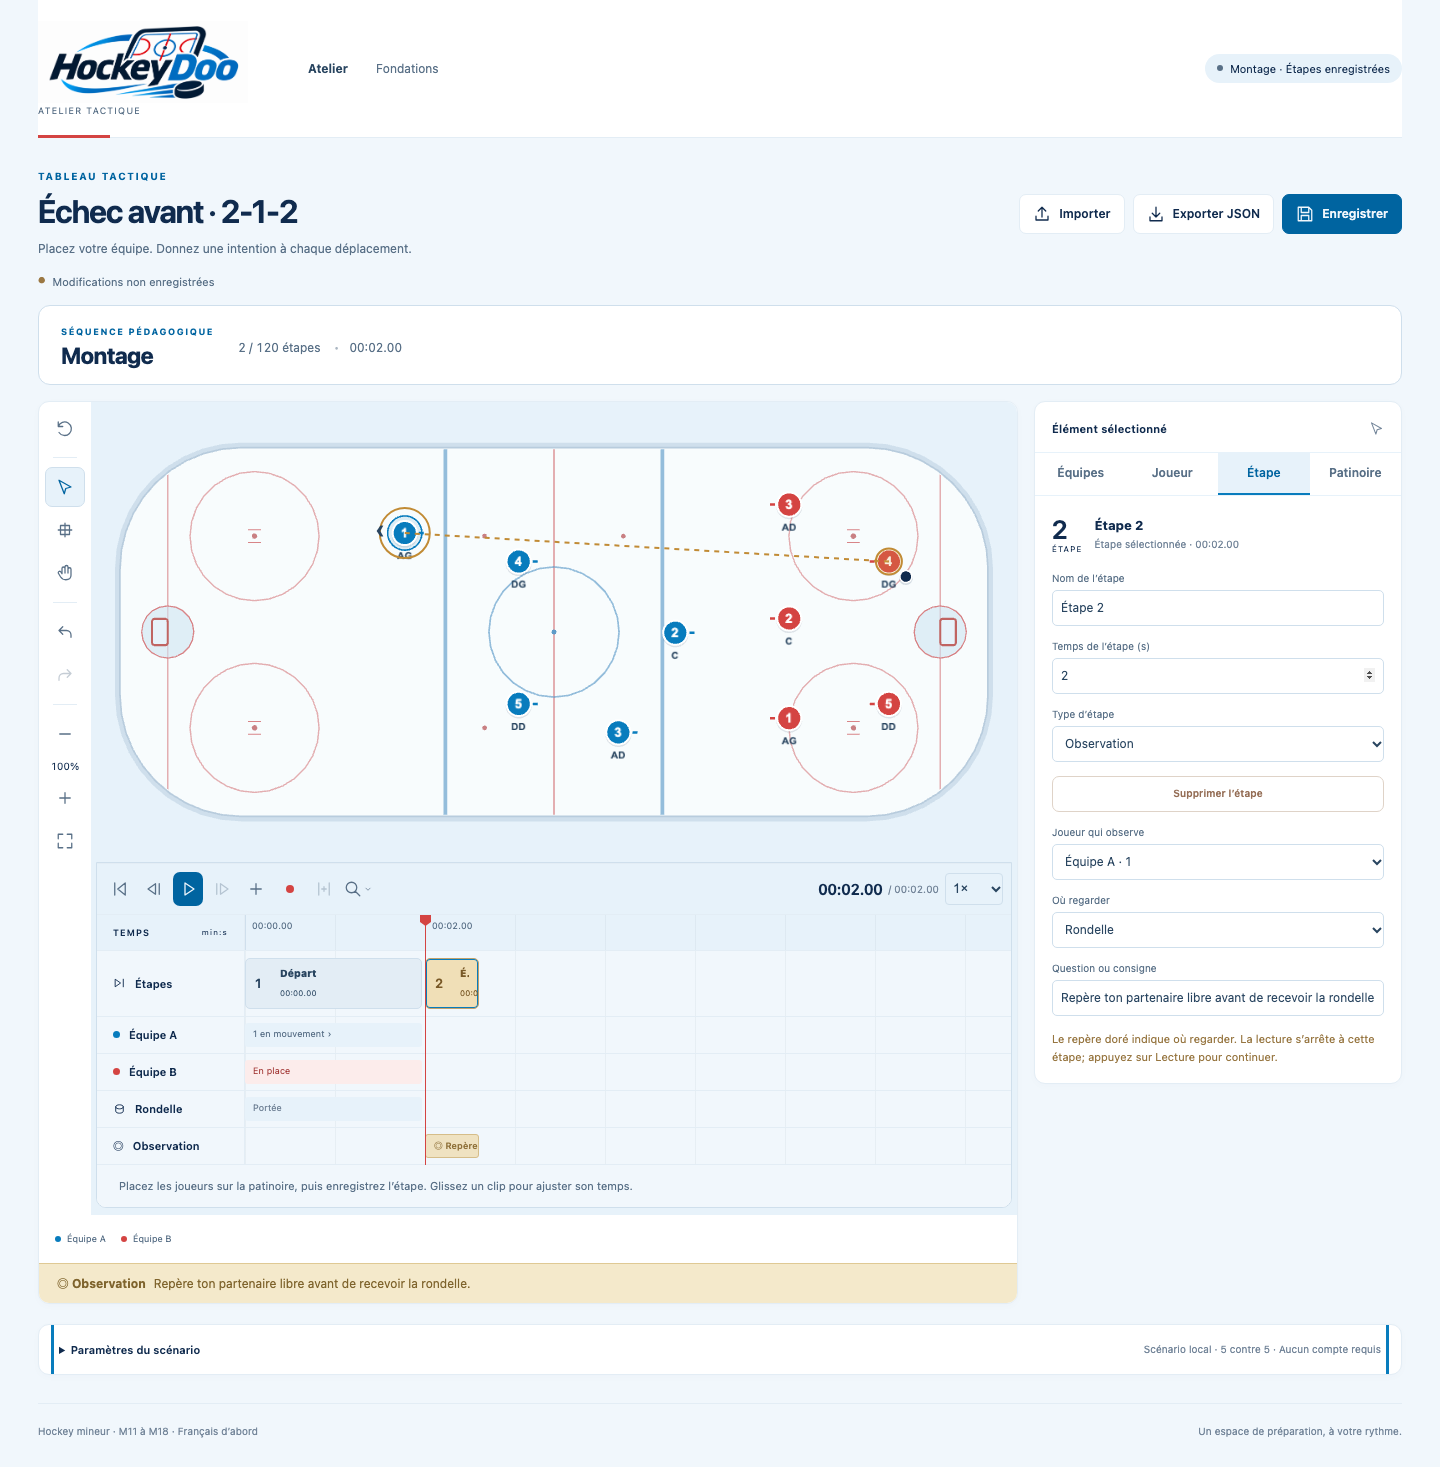 HockeyDoo
ATELIER TACTIQUE
Atelier
Fondations
Montage · Étapes enregistrées
TABLEAU TACTIQUE
Échec avant · 2-1-2
Placez votre équipe. Donnez une intention à chaque déplacement.
Modifications non enregistrées
Importer
Exporter JSON
Enregistrer
SÉQUENCE PÉDAGOGIQUE
Montage
2 / 120 étapes • 00:02.00
100%
1
AG
4
DG
2
C
5
DD
3
AD
3
AD
4
DG
2
C
1
AG
5
DD
00:02.00 / 00:02.00
1×
TEMPS
min:s
00:00.00
00:02.00
Étapes
1
Départ
00:00.00
2
É.
00:0
Équipe A
1 en mouvement ›
Équipe B
En place
Rondelle
Portée
Observation
Repère
Placez les joueurs sur la patinoire, puis enregistrez l’étape. Glissez un clip pour ajuster son temps.
Équipe A
Équipe B
Observation Repère ton partenaire libre avant de recevoir la rondelle.
Élément sélectionné
Équipes
Joueur
Étape
Patinoire
2
ÉTAPE
Étape 2
Étape sélectionnée · 00:02.00
Nom de l’étape
Étape 2
Temps de l’étape (s)
2
Type d’étape
Observation
Supprimer l’étape
Joueur qui observe
Équipe A · 1
Où regarder
Rondelle
Question ou consigne
Repère ton partenaire libre avant de recevoir la rondelle
Le repère doré indique où regarder. La lecture s’arrête à cette
étape; appuyez sur Lecture pour continuer.
Paramètres du scénario
Scénario local · 5 contre 5 · Aucun compte requis
Hockey mineur · M11 à M18 · Français d’abord
Un espace de préparation, à votre rythme.